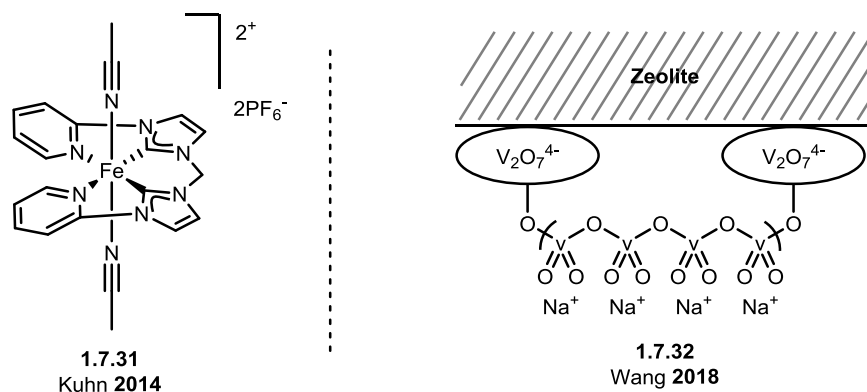 2+
2PF6-
N
N
N
N
N
Fe
N
N
N
N
1.7.31
Kuhn 2014
Zeolite
V2O7 4-
V2O7 4-
O O O O O
V V V V
O O O O O O O O
Na+ Na+ Na+ Na+
1.7.32
Wang 2018